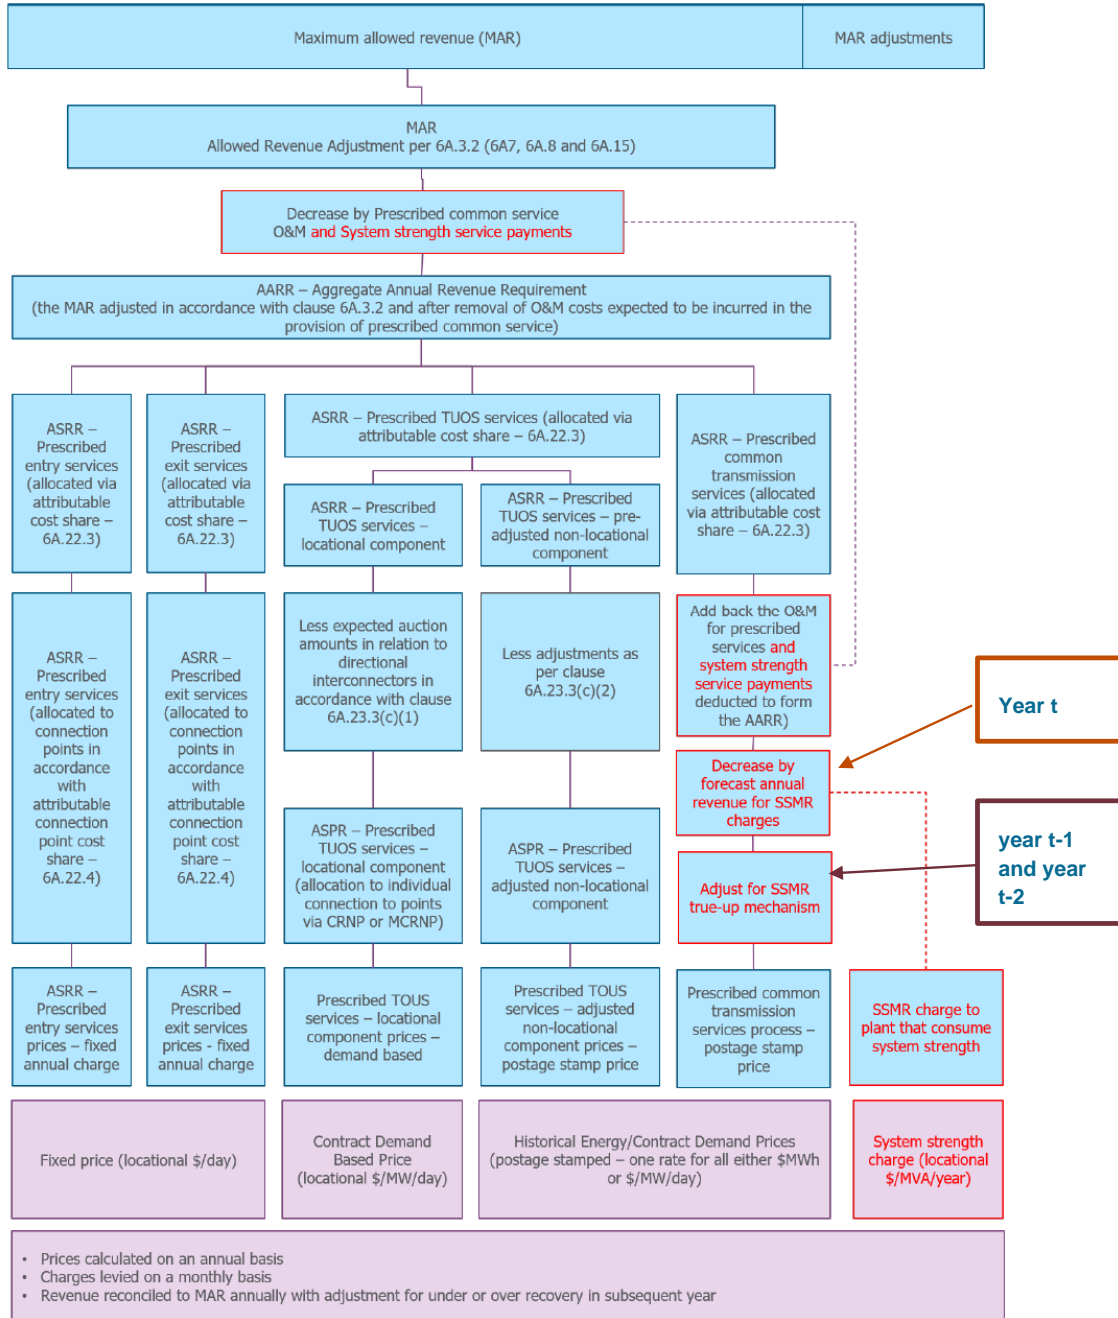 Maximum allowed revenue (MAR)
MAR adjustments
MAR
Allowed Revenue Adjustment per 6A.3.2 (6A7, 6A.8 and 6A.15)
Decrease by Prescribed common service
O&M and System strength service payments
AARR – Aggregate Annual Revenue Requirement
(the MAR adjusted in accordance with clause 6A.3.2 and after removal of O&M costs expected to be incurred in the
provision of prescribed common service)
ASRR –
Prescribed
entry services
(allocated via
attributable
cost share –
6A.22.3)
ASRR –
Prescribed
exit services
(allocated via
attributable
cost share –
6A.22.3)
ASRR – Prescribed TUOS services (allocated via
attributable cost share – 6A.22.3)
ASRR – Prescribed
common
transmission
services (allocated
via attributable cost
share – 6A.22.3)
ASRR – Prescribed
TUOS services –
locational component
ASRR – Prescribed
TUOS services – pre-
adjusted non-locational
component
ASRR –
Prescribed
entry services
(allocated to
connection
points in
accordance
with
attributable
connection
point cost
share –
6A.22.4)
ASRR –
Prescribed
exit services
(allocated to
connection
points in
accordance
with
attributable
connection
point cost
share –
6A.22.4)
Less expected auction
amounts in relation to
directional
interconnectors in
accordance with clause
6A.23.3(c)(1)
Less adjustments as
per clause
6A.23.3(c)(2)
Add back the O&M
for prescribed
services and
system strength
service payments
deducted to form
the AARR)
Year t
Decrease by
forecast annual
revenue for SSMR
charges
year t-1
and year
t-2
ASPR – Prescribed
TUOS services –
locational component
(allocation to individual
connection to points
via CRNP or MCRNP)
ASPR – Prescribed
TUOS services –
adjusted non-locational
component
Adjust for SSMR
true-up mechanism
ASRR –
Prescribed
entry services
prices – fixed
annual charge
ASRR –
Prescribed
exit services
prices - fixed
annual charge
Prescribed TOUS
services – locational
component prices –
demand based
Prescribed TOUS
services – adjusted
non-locational
component prices –
postage stamp price
Prescribed common
transmission
services process –
postage stamp
price
SSMR charge to
plant that consume
system strength
Fixed price (locational $/day)
Contract Demand
Based Price
(locational $/MW/day)
Historical Energy/Contract Demand Prices
(postage stamped – one rate for all either $MWh
or $/MW/day)
System strength
charge (locational
$/MVA/year)
• Prices calculated on an annual basis
• Charges levied on a monthly basis
• Revenue reconciled to MAR annually with adjustment for under or over recovery in subsequent year